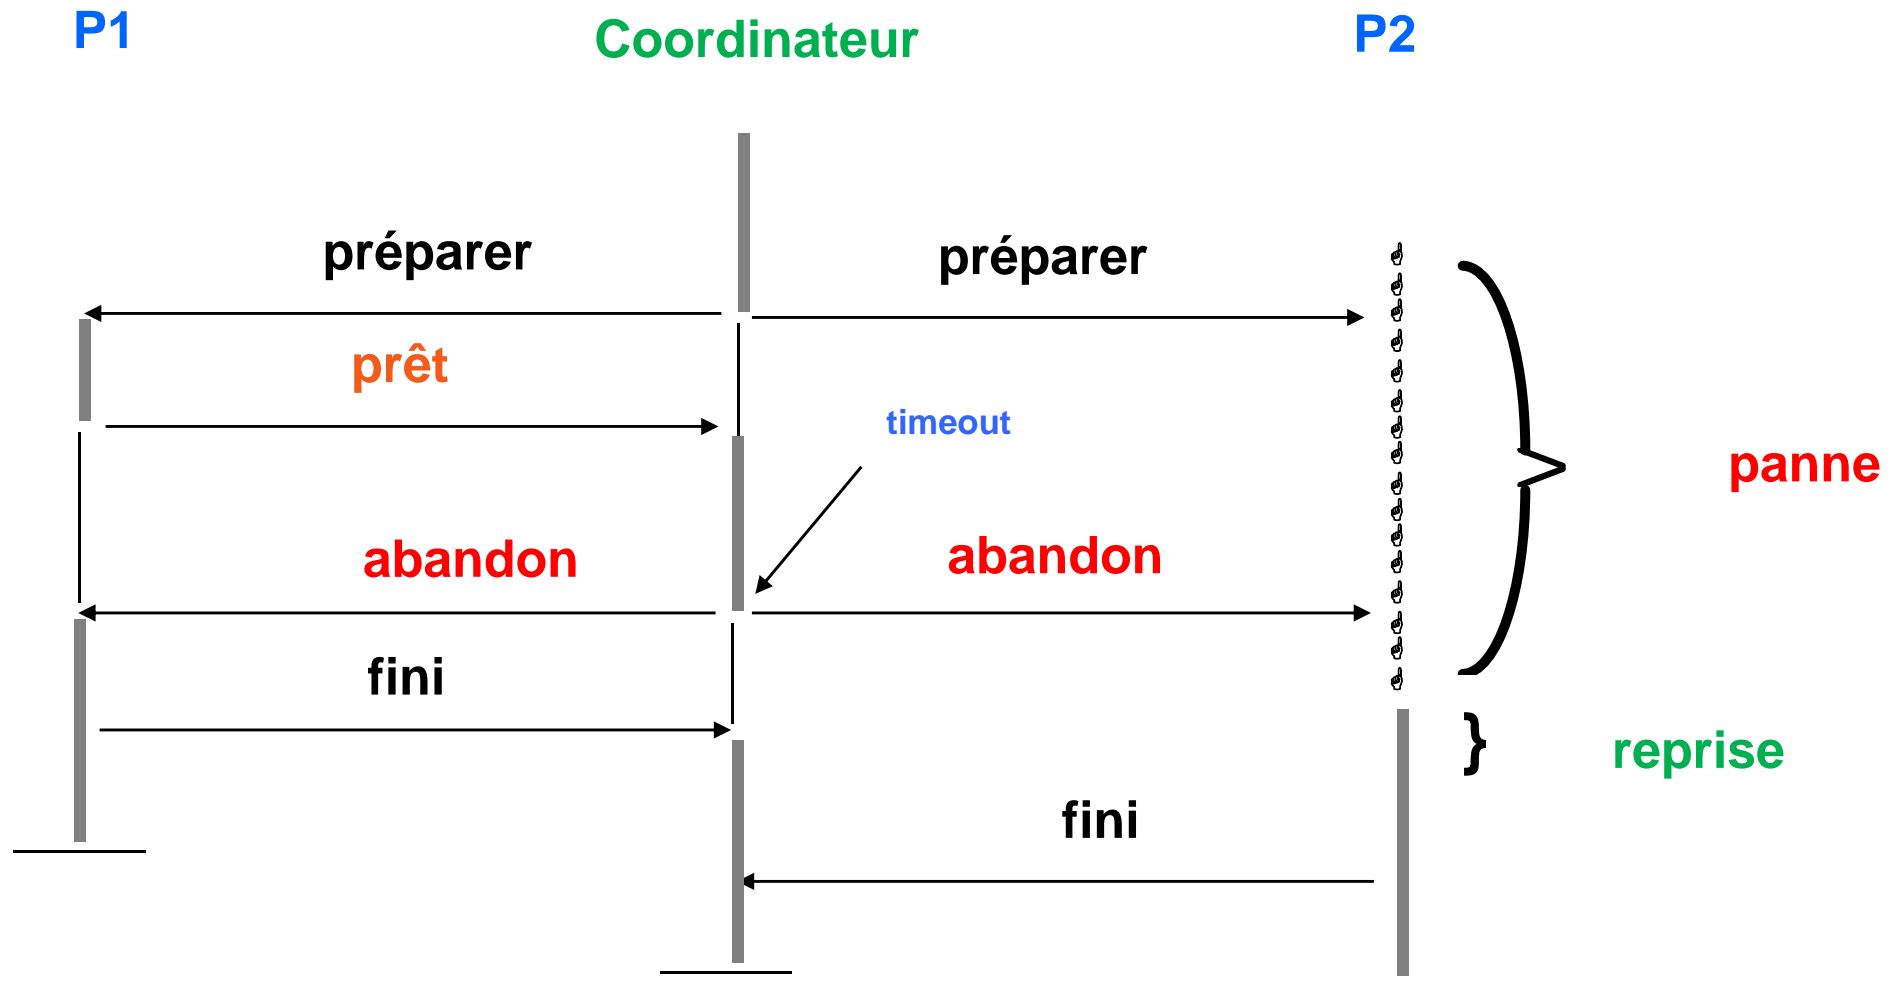 P1
Coordinateur
P2
préparer
préparer
prêt
timeout
panne
abandon
abandon
fini
reprise
fini